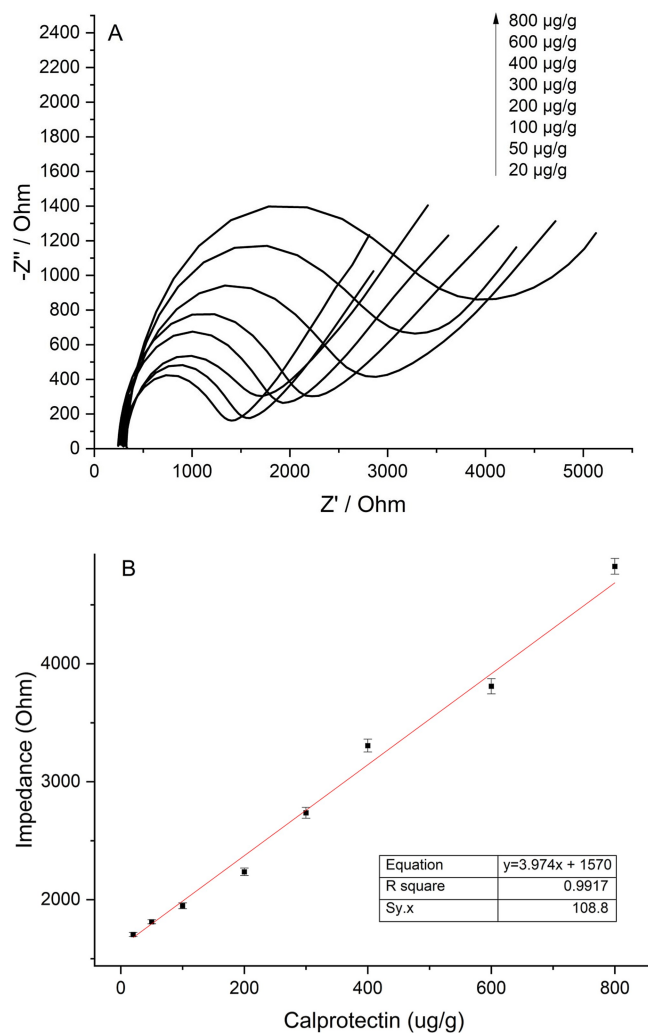 A
800 µg/g
600 µg/g
400 µg/g
300 µg/g
200 µg/g
100 µg/g
50 µg/g
20 µg/g
2400
2200
2000
1800
1600
1400
1200
1000
800
600
400
200
0
-Z" / Ohm
0 1000 2000 3000 4000 5000
Z' / Ohm
B
4000
3000
2000
Impedance (Ohm)
Equation y=3.974x + 1570
R square 0.9917
Sy.x 108.8
0 200 400 600 800
Calprotectin (ug/g)